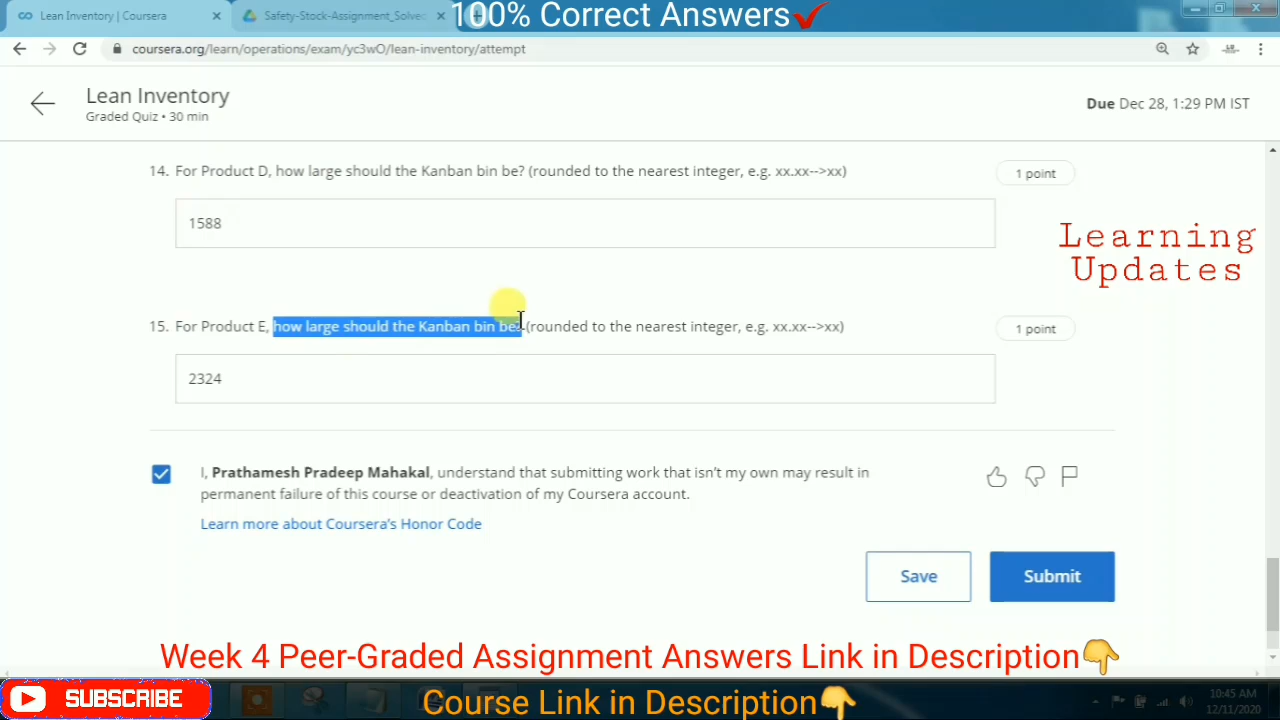 Lean Inventory | Coursera
Safety-Stock-Assignment_Solved
100% Correct Answers
coursera.org/learn/operations/exam/yc3wO/lean-inventory/attempt
Lean Inventory
Graded Quiz • 30 min
Due Dec 28, 1:29 PM IST
14. For Product D, how large should the Kanban bin be? (rounded to the nearest integer, e.g. xx.xx-->xx)
1 point
1588
Learning
Updates
15. For Product E, how large should the Kanban bin be? (rounded to the nearest integer, e.g. xx.xx-->xx)
1 point
2324
I, Prathamesh Pradeep Mahakal, understand that submitting work that isn't my own may result in
permanent failure of this course or deactivation of my Coursera account.
Learn more about Coursera's Honor Code
Save
Submit
Week 4 Peer-Graded Assignment Answers Link in Description👇
SUBSCRIBE
Course Link in Description👇
10:45 AM
12/11/2020